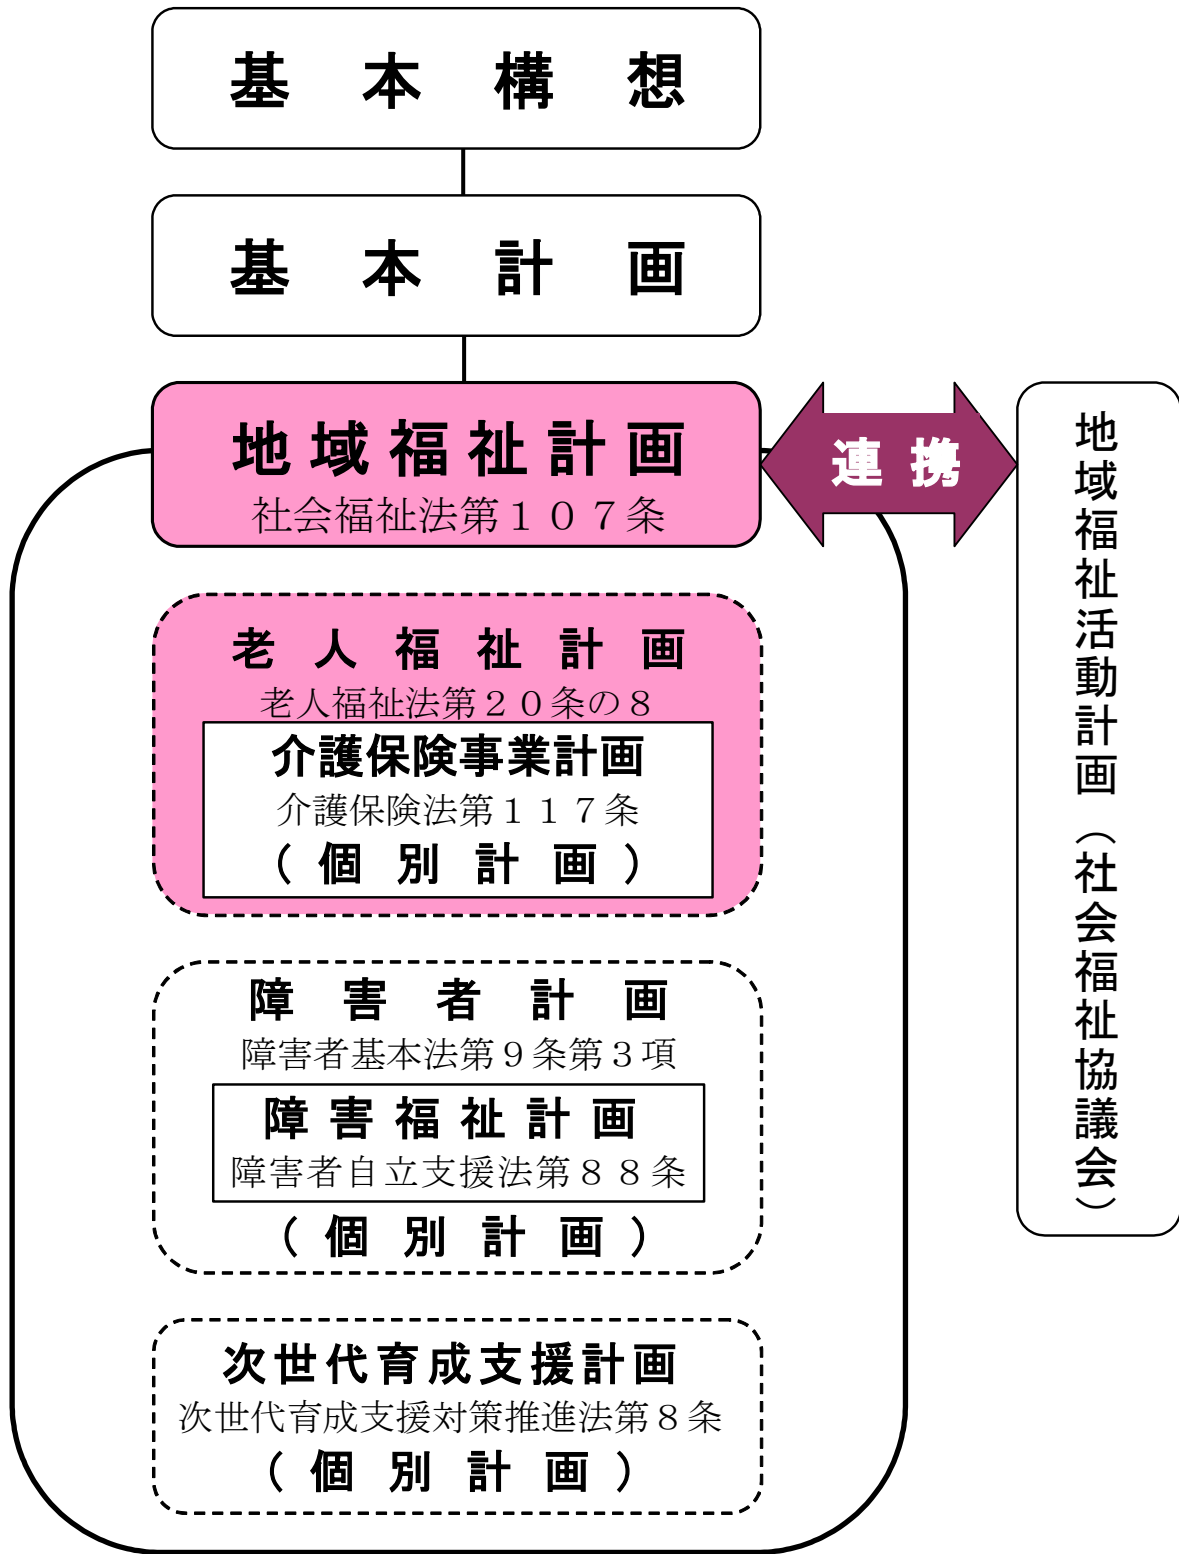 基本構想
基本計画
地域福祉計画
社会福祉法第１０７条
連携
老人福祉計画
老人福祉法第２０条の８
介護保険事業計画
介護保険法第１１７条
（個別計画）
障害者計画
障害者基本法第９条第３項
障害福祉計画
障害者自立支援法第８８条
（個別計画）
次世代育成支援計画
次世代育成支援対策推進法第８条
（個別計画）
地域福祉活動計画（社会福祉協議会）